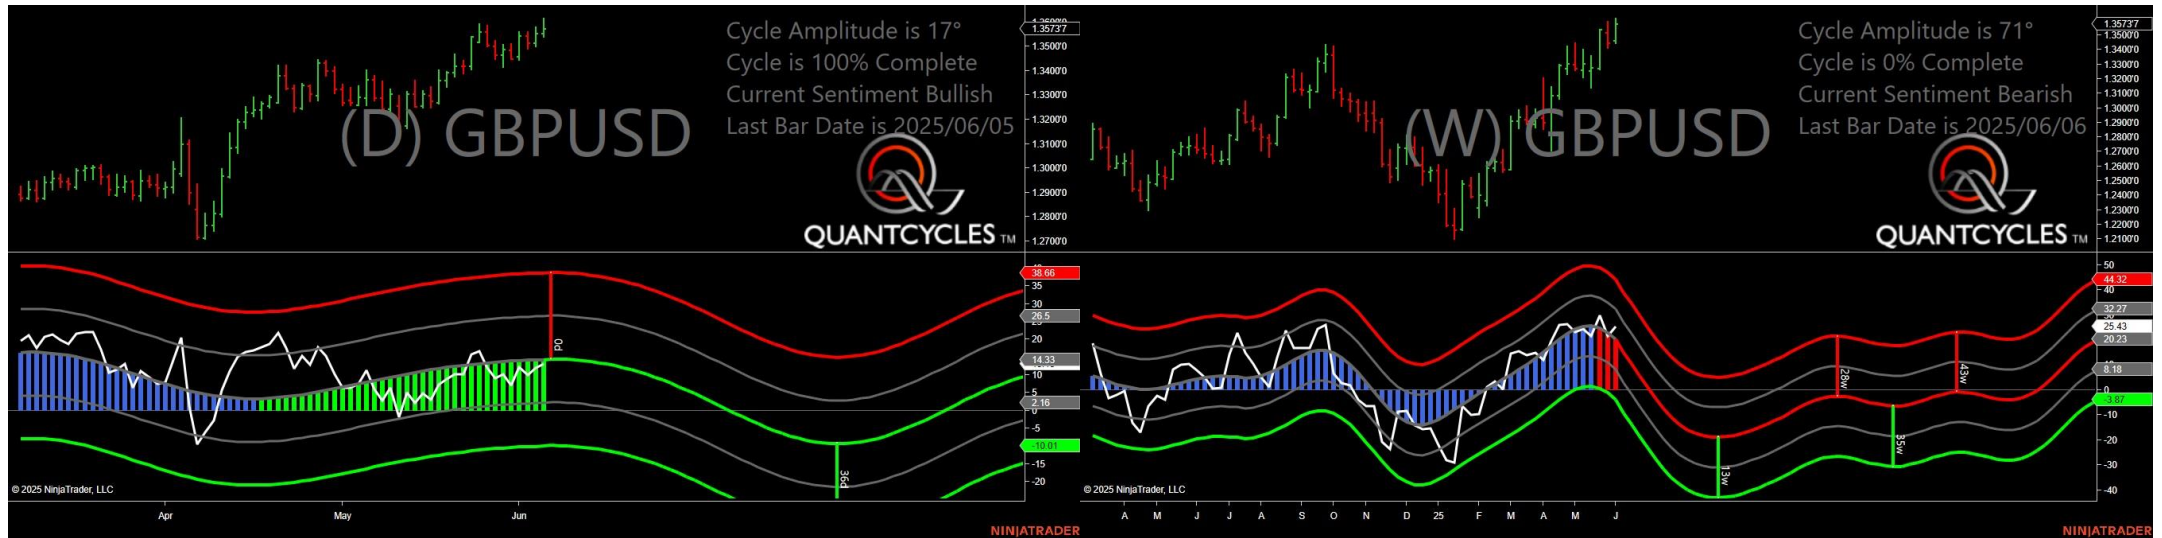 Cycle Amplitude is 17°
Cycle is 100% Complete
Current Sentiment Bullish
Last Bar Date is 2025/06/05
(D) GBPUSD
QUANTCYCLES TM
1.3600'0
1.3573'7
1.3500'0
1.3400'0
1.3300'0
1.3200'0
1.3100'0
1.3000'0
1.2900'0
1.2800'0
1.2700'0
38.66
35
30
26.5
25
20
14.33
10
5
2.16
0
-5
-10.01
-15
-20
0d
36d
© 2025 NinjaTrader, LLC
Apr May Jun
NINJATRADER
Cycle Amplitude is 71°
Cycle is 0% Complete
Current Sentiment Bearish
Last Bar Date is 2025/06/06
(W) GBPUSD
QUANTCYCLES TM
1.3573'7
1.3500'0
1.3400'0
1.3300'0
1.3200'0
1.3100'0
1.3000'0
1.2900'0
1.2800'0
1.2700'0
1.2600'0
1.2500'0
1.2400'0
1.2300'0
1.2200'0
1.2100'0
50
44.32
40
32.27
30
25.43
20.23
10
8.18
0
-3.87
-10
-20
-30
-40
13w
28w
35w
43w
© 2025 NinjaTrader, LLC
A M J J A S O N D 25 F M A M J
NINJATRADER